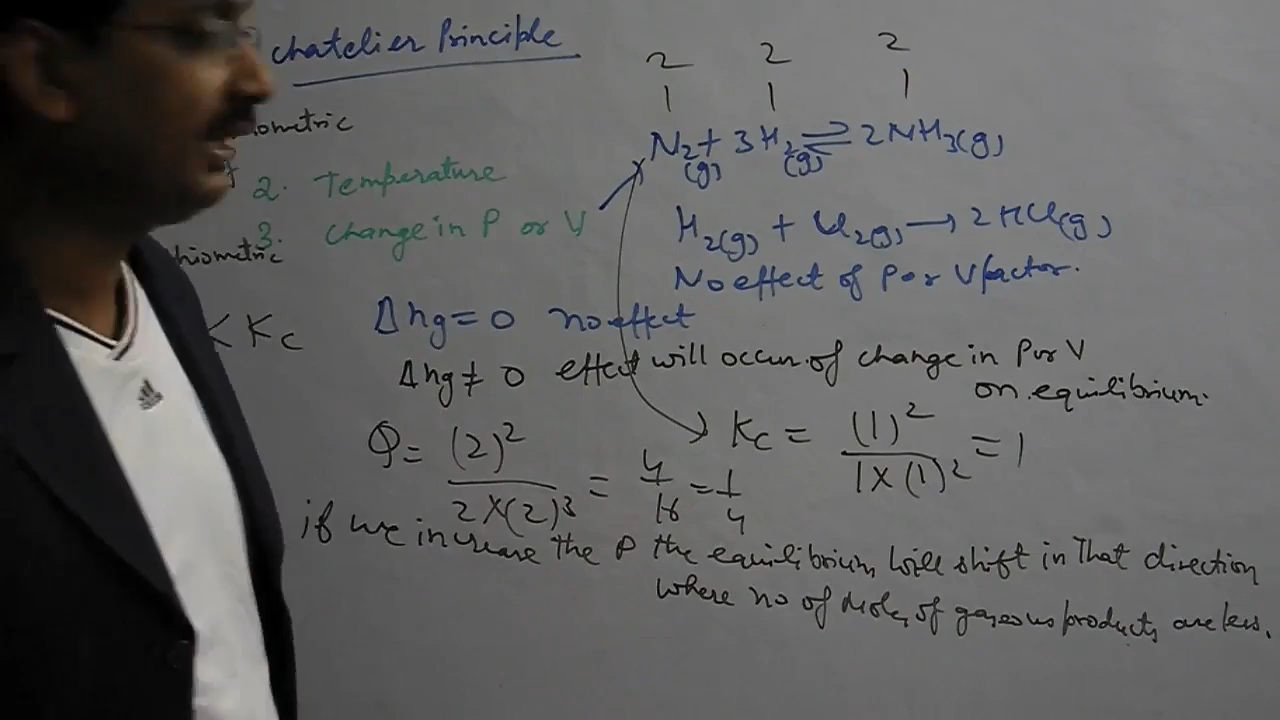 chatelier Principle
2 2 2
1 1 1
N2 + 3H2 ⇌ 2NH3(g)
(g) (g)
ometric
2. Temperature
3. change in P or V
hiometric
H2(g) + Cl2(g) → 2HCl(g)
No effect of P or V factor.
< Kc
Δng = 0 no effect
Δng ≠ 0 effect will occur of change in P or V
on equilibrium.
Q = (2)² / 2×(2)³ = 4/16 = 1/4
Kc = (1)² / 1×(1)² = 1
if we increase the P the equilibrium will shift in That direction
where no of moles of gaseous products are less.